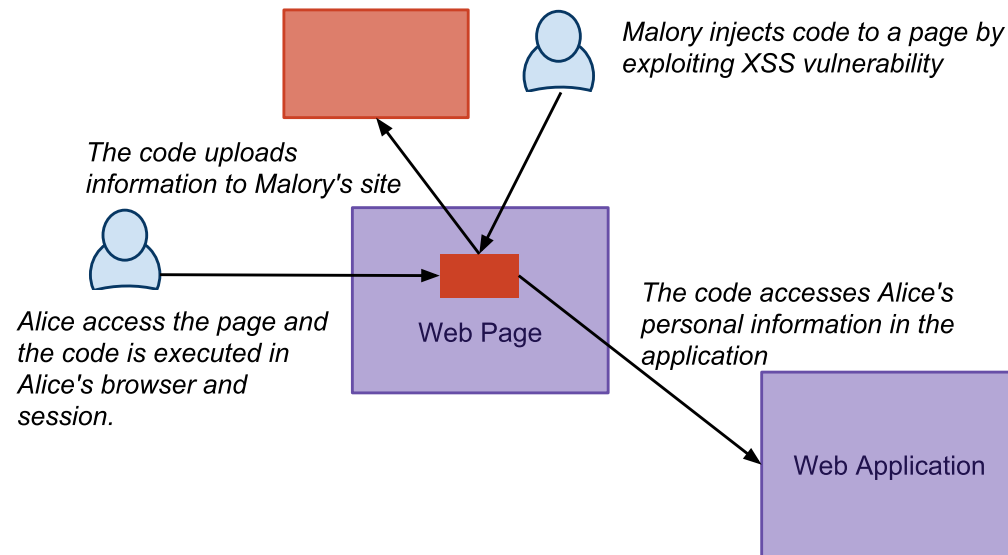 Malory injects code to a page by
exploiting XSS vulnerability
The code uploads
information to Malory's site
Alice access the page and
the code is executed in
Alice's browser and
session.
Web Page
The code accesses Alice's
personal information in the
application
Web Application